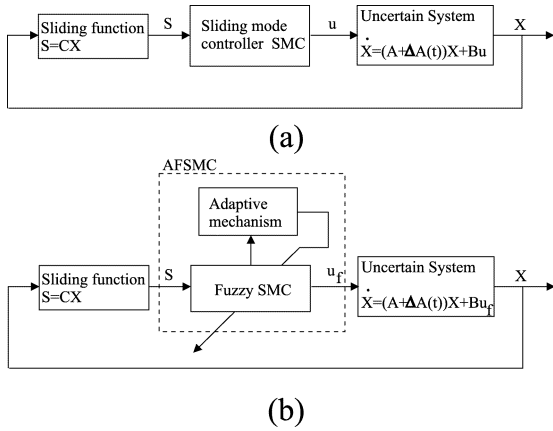 Sliding function
S=CX
S
Sliding mode
controller SMC
u
Uncertain System
Ẋ=(A+ΔA(t))X+Bu
X
(a)
AFSMC
Adaptive
mechanism
Sliding function
S=CX
S
Fuzzy SMC
u_f
Uncertain System
Ẋ=(A+ΔA(t))X+Bu_f
X
(b)